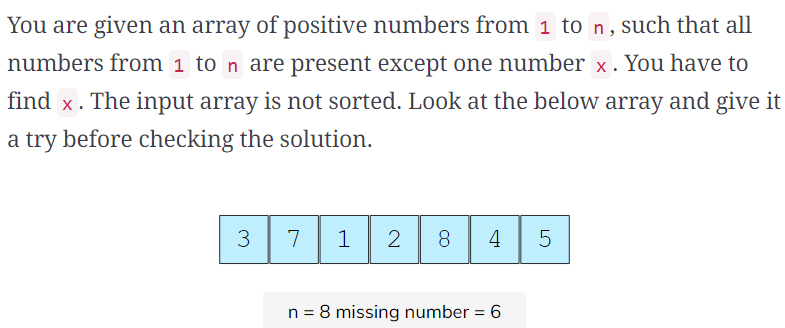 You are given an array of positive numbers from 1 to n, such that all
numbers from 1 to n are present except one number x. You have to
find x. The input array is not sorted. Look at the below array and give it
a try before checking the solution.
3 7 1 2 8 4 5
n = 8 missing number = 6